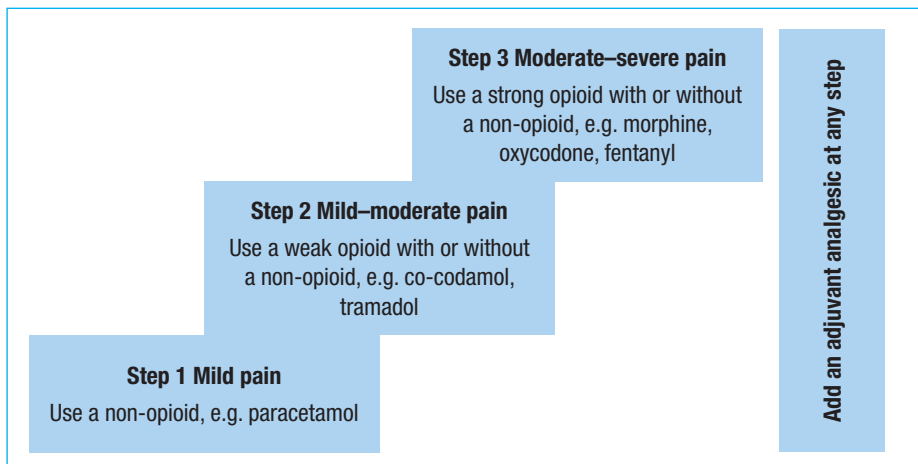 Step 3 Moderate–severe pain
Use a strong opioid with or without
a non-opioid, e.g. morphine,
oxycodone, fentanyl
Step 2 Mild–moderate pain
Use a weak opioid with or without
a non-opioid, e.g. co-codamol,
tramadol
Step 1 Mild pain
Use a non-opioid, e.g. paracetamol
Add an adjuvant analgesic at any step